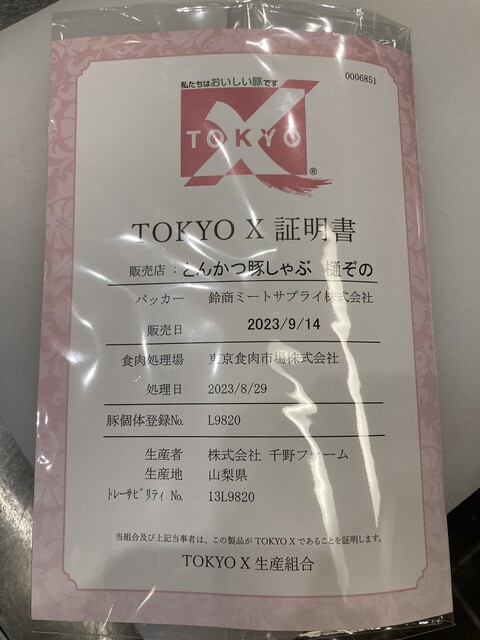 私たちはおいしい豚です
0006851
TOKYO
X
®
TOKYO X 証明書
販売店 : とんかつ豚しゃぶ 樋ぞの
パッカー 鈴商ミートサプライ株式会社
販売日 2023/9/14
食肉処理場 東京食肉市場株式会社
処理日 2023/8/29
豚個体登録No. L9820
生産者 株式会社 千野ファーム
生産地 山梨県
ﾄﾚｰｻﾋﾞﾘﾃｨ No. 13L9820
当組合及び上記当事者は、この製品が TOKYO X であることを証明します。
TOKYO X 生産組合